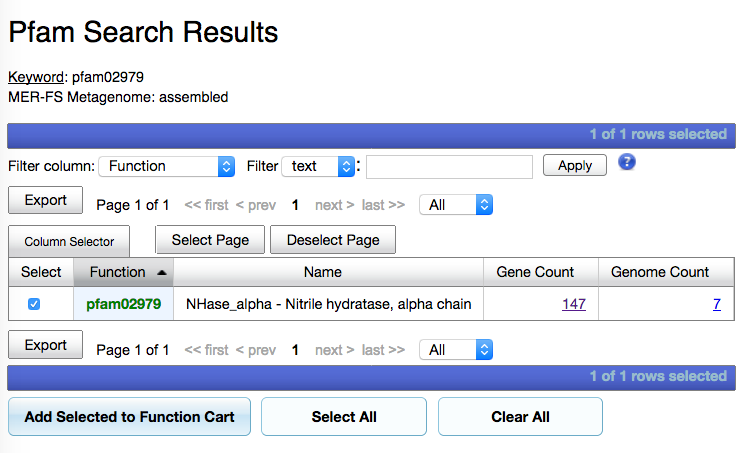 Pfam Search Results
Keyword: pfam02979
MER-FS Metagenome: assembled
1 of 1 rows selected
Filter column: Function Filter text : Apply ?
Export Page 1 of 1 << first < prev 1 next > last >> All
Column Selector Select Page Deselect Page
Select Function Name Gene Count Genome Count
pfam02979 NHase_alpha - Nitrile hydratase, alpha chain 147 7
Export Page 1 of 1 << first < prev 1 next > last >> All
1 of 1 rows selected
Add Selected to Function Cart Select All Clear All